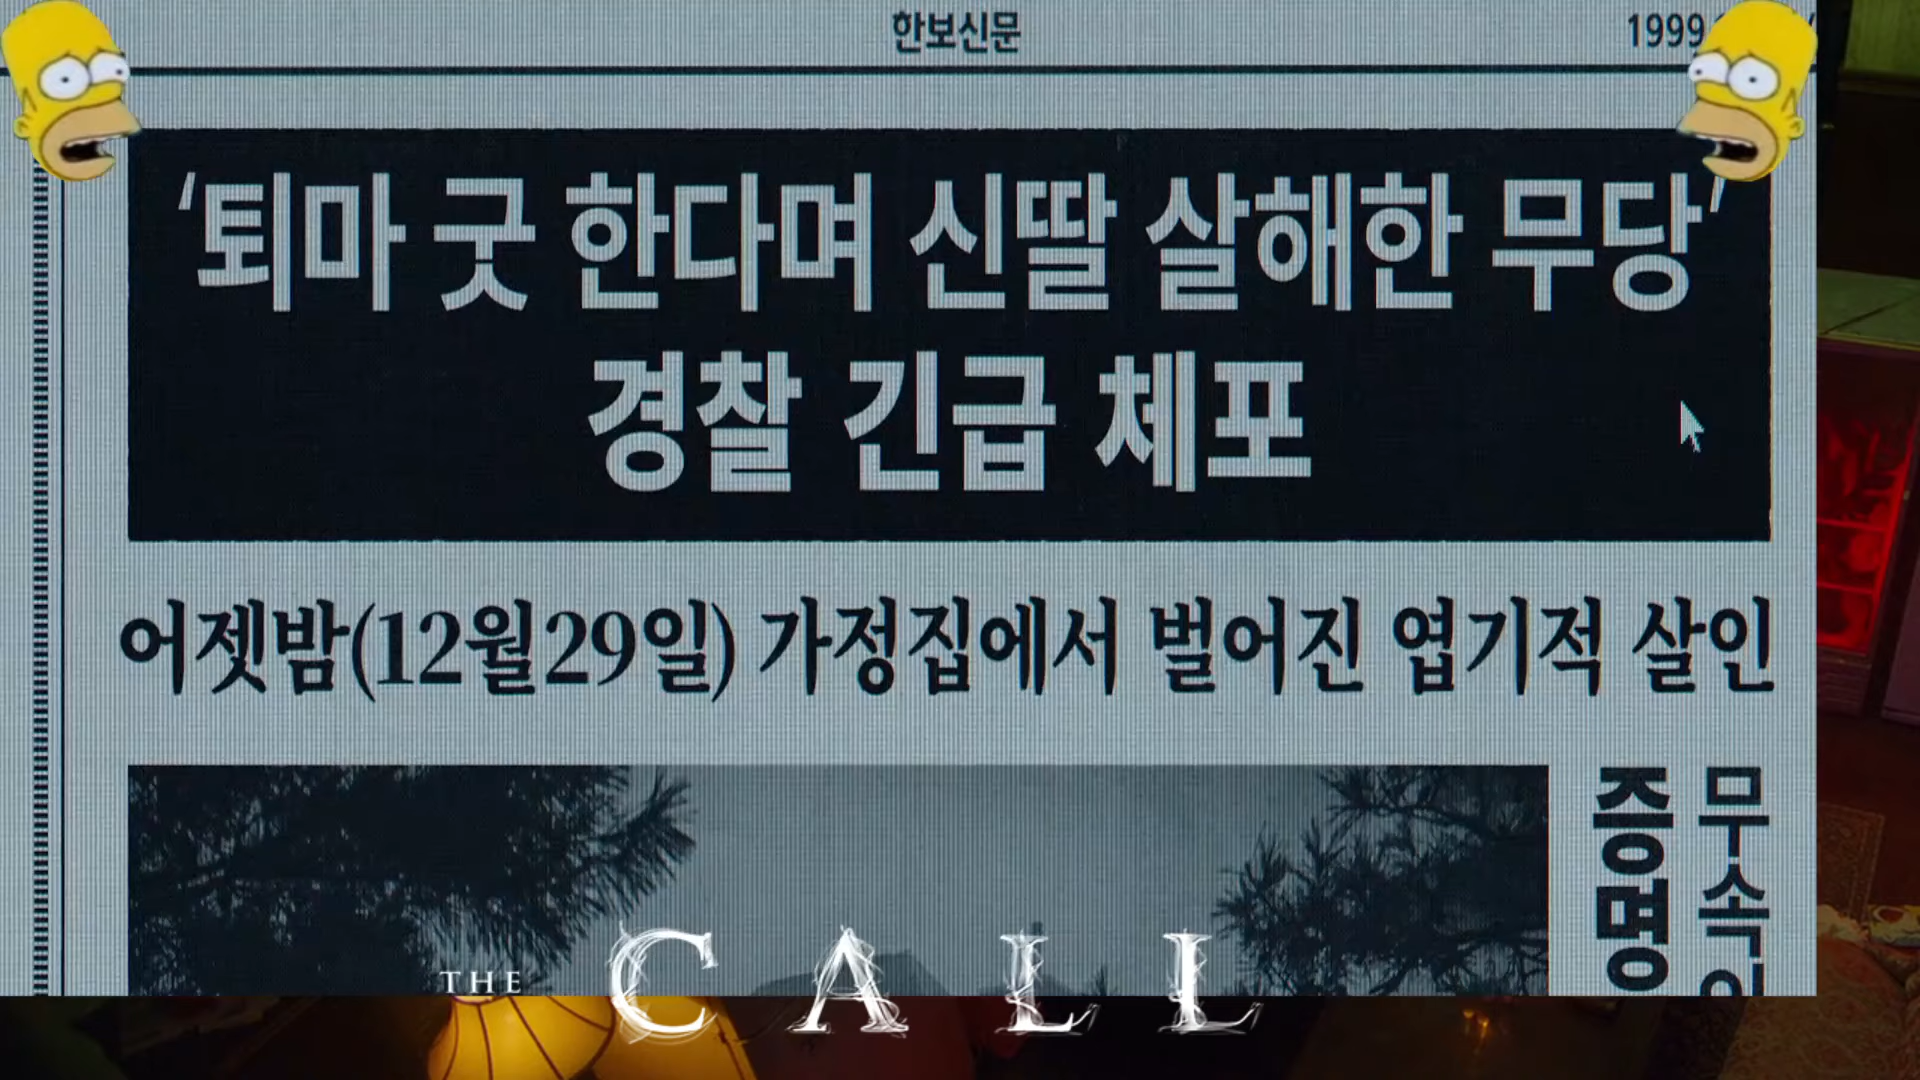 한보신문
1999
‘퇴마 굿 한다며 신딸 살해한 무당’
경찰 긴급 체포
어젯밤(12월29일) 가정집에서 벌어진 엽기적 살인
무속인
증명
THE CALL